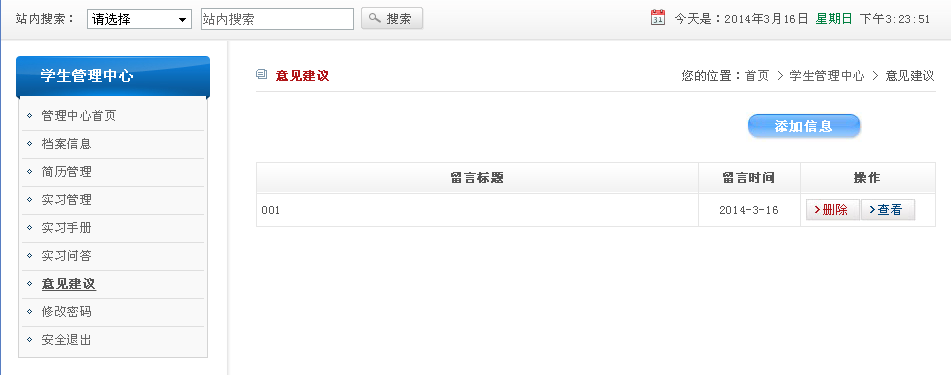 站内搜索： 请选择 站内搜索 搜索 今天是：2014年3月16日 星期日 下午3:23:51
学生管理中心
管理中心首页
档案信息
简历管理
实习管理
实习手册
实习问答
意见建议
修改密码
安全退出
意见建议 您的位置：首页 > 学生管理中心 > 意见建议
添加信息
留言标题 留言时间 操作
001 2014-3-16 >删除 >查看